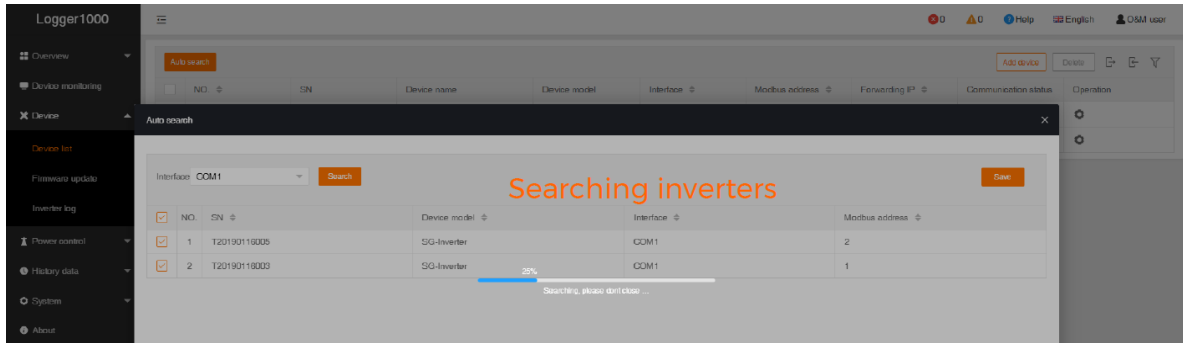 Logger1000
0 0 Help English O&M user
Overview
Auto search Add device Delete
Device monitoring
NO. SN Device name Device model Interface Modbus address Forwarding IP Communication status Operation
Device
Auto search
Device list
Interface: COM1 Search Save
Firmware update
Searching inverters
Inverter log
NO. SN Device model Interface Modbus address
Power control
1 T20190116005 SG-Inverter COM1 2
History data
2 T20190116003 SG-Inverter COM1 1
25%
Searching, please dont close ...
System
About